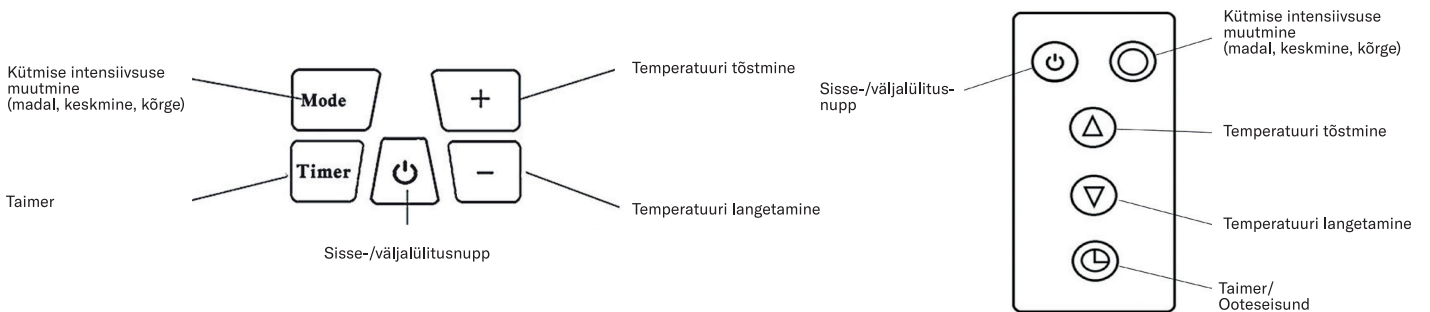 Kütmise intensiivsuse
muutmine
(madal, keskmine, kõrge)
Mode
+
Temperatuuri tõstmine
Taimer
Timer
−
Temperatuuri langetamine
Sisse-/väljalülitusnupp
Sisse-/väljalülitus-
nupp
Kütmise intensiivsuse
muutmine
(madal, keskmine, kõrge)
Temperatuuri tõstmine
Temperatuuri langetamine
Taimer/
Ooteseisund